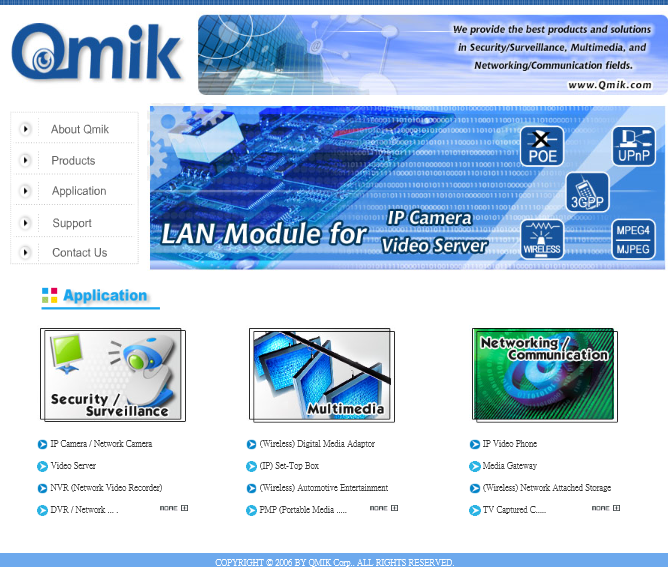 Qmik
We provide the best products and solutions
in Security/Surveillance, Multimedia, and
Networking/Communication fields.
www.Qmik.com
About Qmik
Products
Application
Support
Contact Us
LAN Module for
IP Camera
Video Server
POE
UPnP
3GPP
WIRELESS
MPEG4
MJPEG
Application
Security /
Surveillance
IP Camera / Network Camera
Video Server
NVR (Network Video Recorder)
DVR / Network ... .
MORE
Multimedia
(Wireless) Digital Media Adaptor
(IP) Set-Top Box
(Wireless) Automotive Entertainment
PMP (Portable Media .....
MORE
Networking /
Communication
IP Video Phone
Media Gateway
(Wireless) Network Attached Storage
TV Captured C.....
MORE
COPYRIGHT © 2006 BY QMIK Corp.. ALL RIGHTS RESERVED.